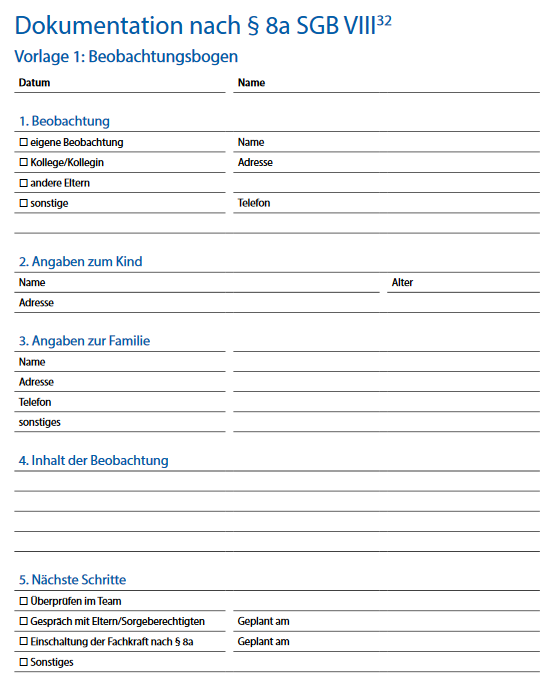 Dokumentation nach § 8a SGB VIII32
Vorlage 1: Beobachtungsbogen
Datum Name
1. Beobachtung
☐ eigene Beobachtung Name
☐ Kollege/Kollegin Adresse
☐ andere Eltern
☐ sonstige Telefon
2. Angaben zum Kind
Name Alter
Adresse
3. Angaben zur Familie
Name
Adresse
Telefon
sonstiges
4. Inhalt der Beobachtung
5. Nächste Schritte
☐ Überprüfen im Team
☐ Gespräch mit Eltern/Sorgeberechtigten Geplant am
☐ Einschaltung der Fachkraft nach § 8a Geplant am
☐ Sonstiges